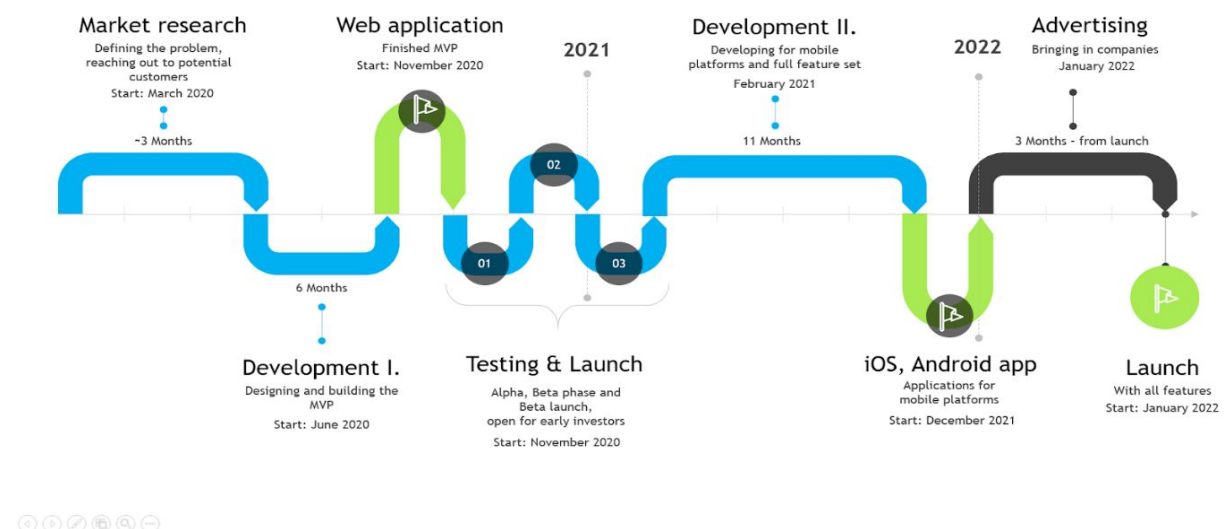 Market research
Defining the problem,
reaching out to potential
customers
Start: March 2020
~3 Months
Web application
Finished MVP
Start: November 2020
2021
Development II.
Developing for mobile
platforms and full feature set
February 2021
11 Months
2022
Advertising
Bringing in companies
January 2022
3 Months - from launch
02
01
03
6 Months
Development I.
Designing and building the
MVP
Start: June 2020
Testing & Launch
Alpha, Beta phase and
Beta launch,
open for early investors
Start: November 2020
iOS, Android app
Applications for
mobile platforms
Start: December 2021
Launch
With all features
Start: January 2022